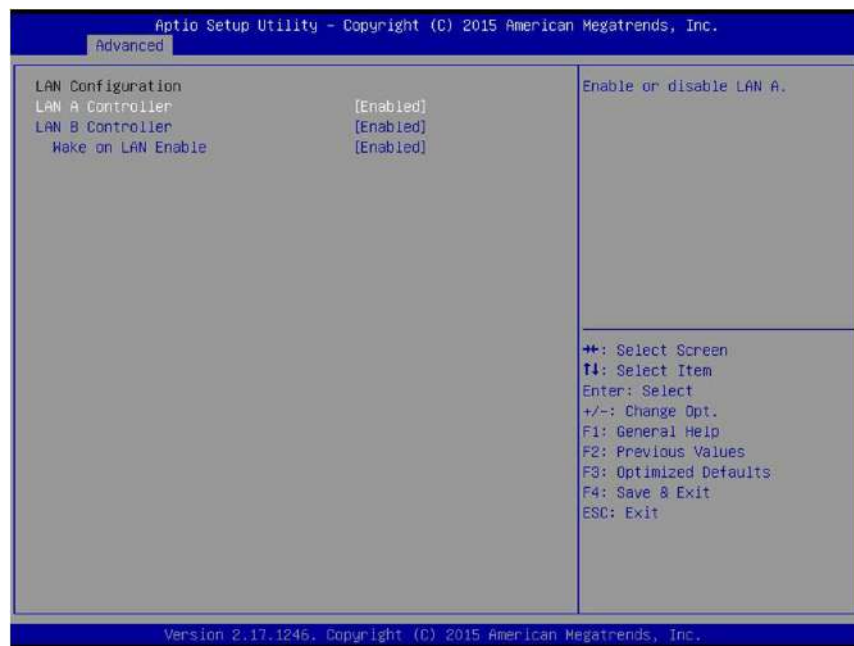 Aptio Setup Utility – Copyright (C) 2015 American Megatrends, Inc.
Advanced
LAN Configuration
LAN A Controller [Enabled]
LAN B Controller [Enabled]
Wake on LAN Enable [Enabled]
Enable or disable LAN A.
→←: Select Screen
↑↓: Select Item
Enter: Select
+/-: Change Opt.
F1: General Help
F2: Previous Values
F3: Optimized Defaults
F4: Save & Exit
ESC: Exit
Version 2.17.1246. Copyright (C) 2015 American Megatrends, Inc.